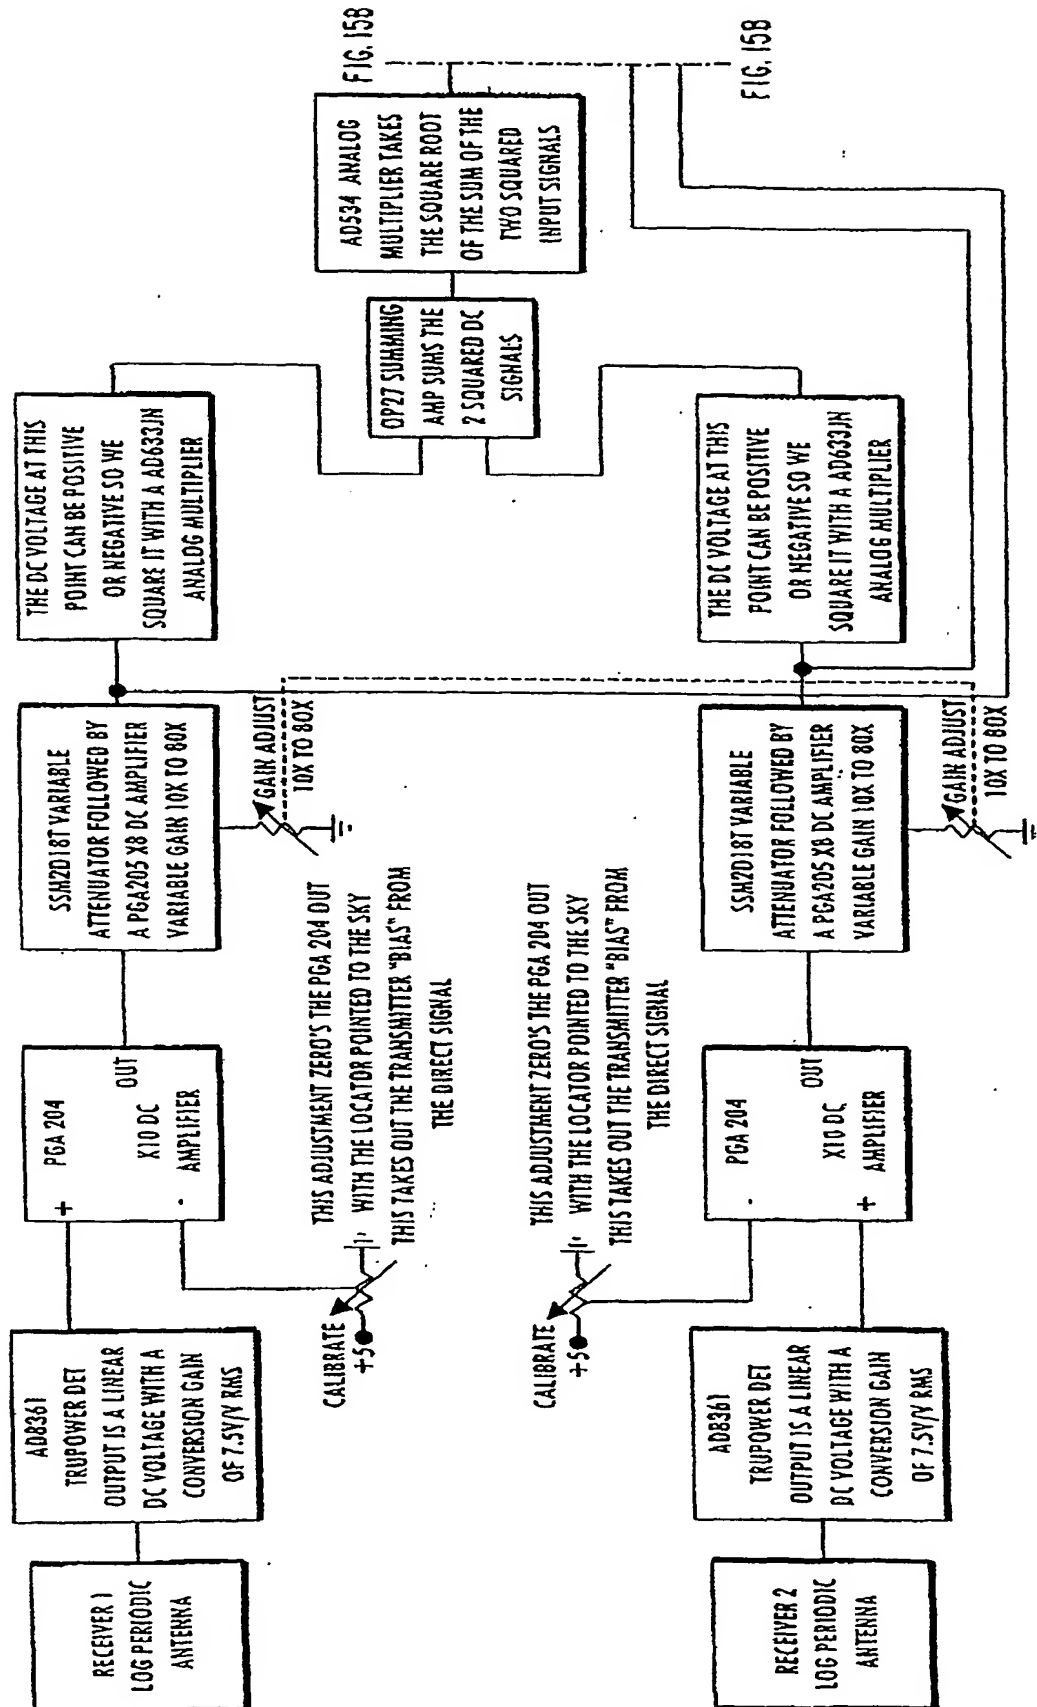 RECEIVER 1
LOG PERIODIC
ANTENNA
AD8361
TRUPOWER DET
OUTPUT IS A LINEAR
DC VOLTAGE WITH A
CONVERSION GAIN
OF 7.5V/V RMS
+
PGA 204
-
OUT
X10 DC
AMPLIFIER
SSM2D18T VARIABLE
ATTENUATOR FOLLOWED BY
A PGA205 X8 DC AMPLIFIER
VARIABLE GAIN 10X TO 80X
THE DC VOLTAGE AT THIS
POINT CAN BE POSITIVE
OR NEGATIVE SO WE
SQUARE IT WITH A AD633JN
ANALOG MULTIPLIER
CALIBRATE
+5
THIS ADJUSTMENT ZERO'S THE PGA 204 OUT
WITH THE LOCATOR POINTED TO THE SKY
THIS TAKES OUT THE TRANSMITTER "BIAS" FROM
THE DIRECT SIGNAL
GAIN ADJUST
10X TO 80X
OP27 SUMMING
AMP SUMS THE
2 SQUARED DC
SIGNALS
AD534 ANALOG
MULTIPLIER TAKES
THE SQUARE ROOT
OF THE SUM OF THE
TWO SQUARED
INPUT SIGNALS
FIG. 15B
CALIBRATE
+5
THIS ADJUSTMENT ZERO'S THE PGA 204 OUT
WITH THE LOCATOR POINTED TO THE SKY
THIS TAKES OUT THE TRANSMITTER "BIAS" FROM
THE DIRECT SIGNAL
RECEIVER 2
LOG PERIODIC
ANTENNA
AD8361
TRUPOWER DET
OUTPUT IS A LINEAR
DC VOLTAGE WITH A
CONVERSION GAIN
OF 7.5V/V RMS
-
PGA 204
+
OUT
X10 DC
AMPLIFIER
SSM2D18T VARIABLE
ATTENUATOR FOLLOWED BY
A PGA205 X8 DC AMPLIFIER
VARIABLE GAIN 10X TO 80X
THE DC VOLTAGE AT THIS
POINT CAN BE POSITIVE
OR NEGATIVE SO WE
SQUARE IT WITH A AD633JN
ANALOG MULTIPLIER
GAIN ADJUST
10X TO 80X
FIG. 15B